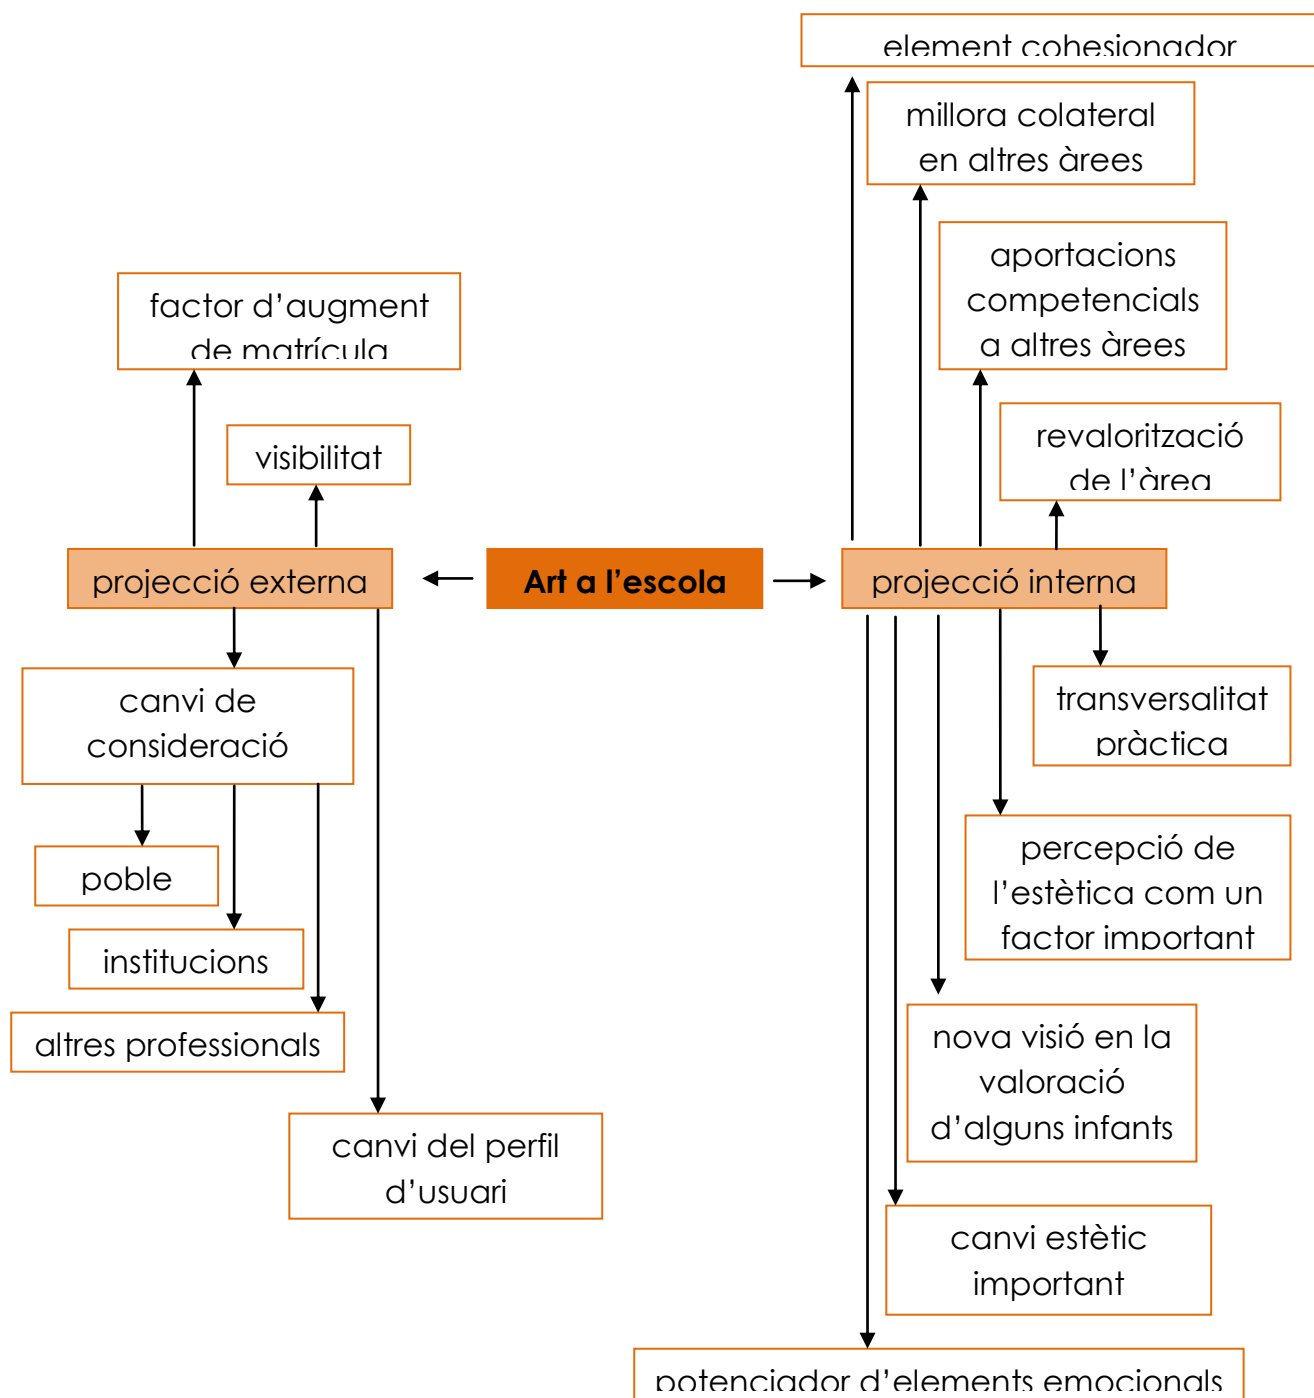 element cohesionador
millora colateral
en altres àrees
aportacions
competencials
a altres àrees
factor d’augment
de matrícula
revalorització
de l’àrea
visibilitat
projecció externa
Art a l’escola
projecció interna
canvi de
consideració
transversalitat
pràctica
poble
percepció de
l’estètica com un
factor important
institucions
altres professionals
nova visió en la
valoració
d’alguns infants
canvi del perfil
d’usuari
canvi estètic
important
potenciador d’elements emocionals